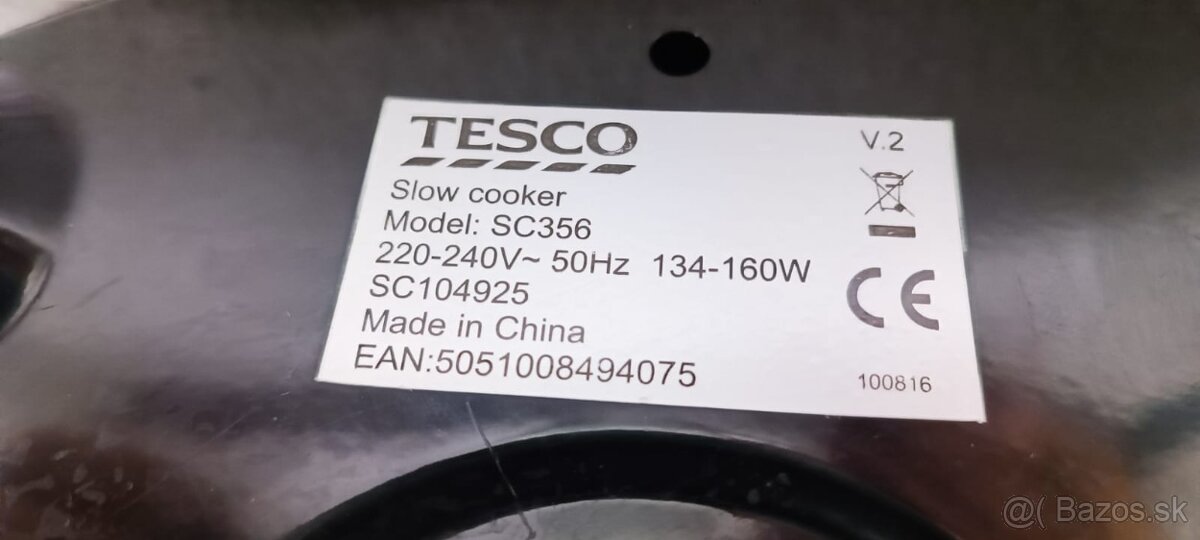 TESCO
V.2
Slow cooker
Model: SC356
220-240V~ 50Hz 134-160W
SC104925
Made in China
EAN:5051008494075
CE
100816
@( Bazos.sk